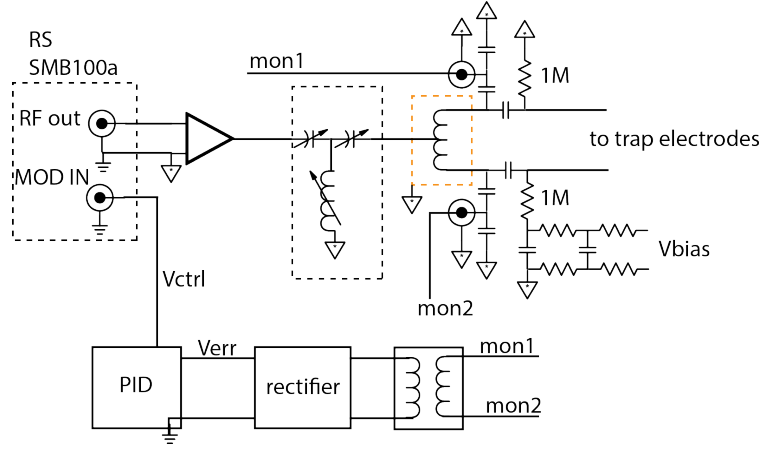 RS
SMB100a
mon1
1M
RF out
to trap electrodes
MOD IN
1M
Vbias
Vctrl
mon2
Verr
mon1
PID
rectifier
mon2